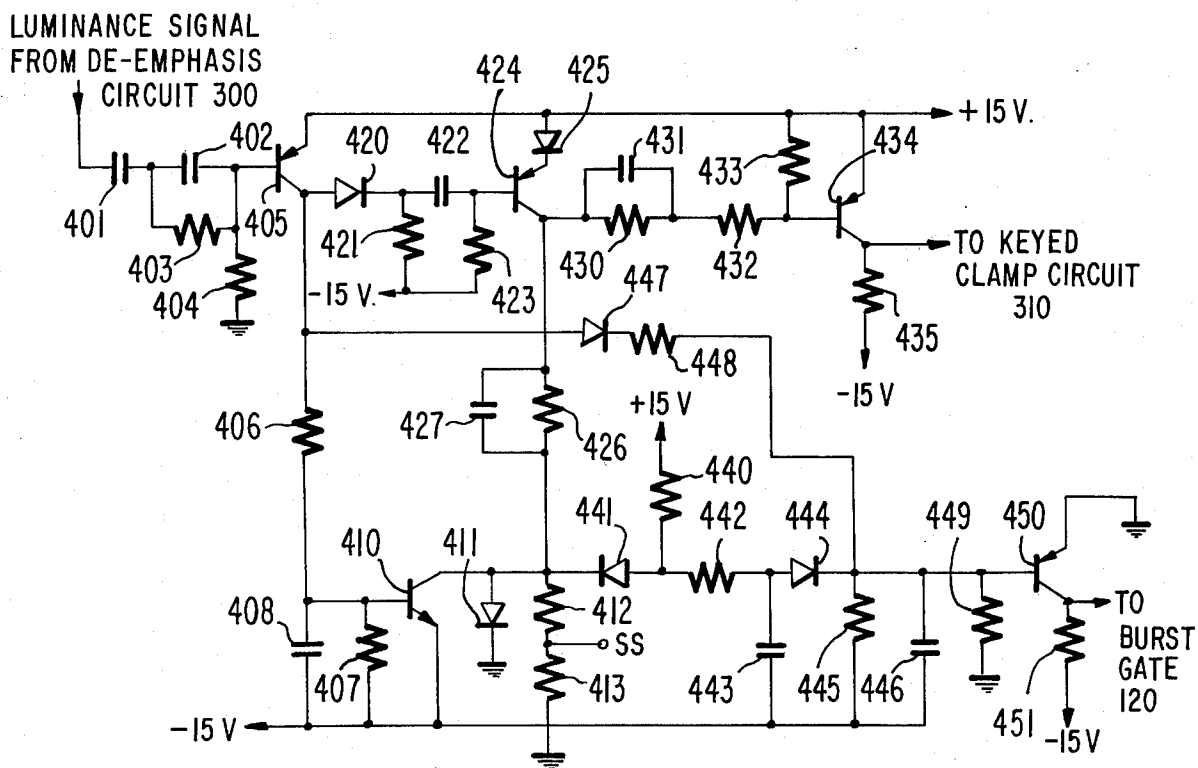 LUMINANCE SIGNAL
FROM DE-EMPHASIS
CIRCUIT 300
424
425
+15 V.
402
420
422
431
433
434
401
403
404
405
421
423
430
432
TO KEYED
CLAMP CIRCUIT
310
-15 V.
447
448
435
-15 V
406
427
426
+15 V
440
441
442
444
449
450
410
411
408
407
412
SS
413
443
445
446
451
TO
BURST
GATE
120
-15 V
-15 V